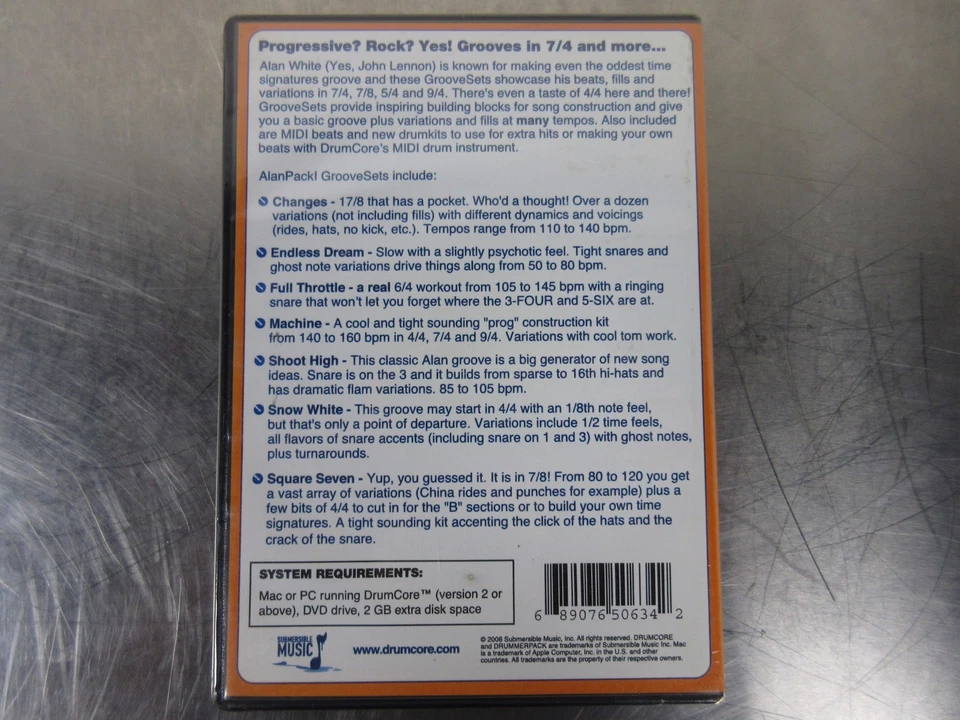 Progressive? Rock? Yes! Grooves in 7/4 and more...
Alan White (Yes, John Lennon) is known for making even the oddest time
signatures groove and these GrooveSets showcase his beats, fills and
variations in 7/4, 7/8, 5/4 and 9/4. There's even a taste of 4/4 here and there!
GrooveSets provide inspiring building blocks for song construction and give
you a basic groove plus variations and fills at many tempos. Also included
are MIDI beats and new drumkits to use for extra hits or making your own
beats with DrumCore's MIDI drum instrument.
AlanPack! GrooveSets include:
Changes - 17/8 that has a pocket. Who'd a thought! Over a dozen
variations (not including fills) with different dynamics and voicings
(rides, hats, no kick, etc.). Tempos range from 110 to 140 bpm.
Endless Dream - Slow with a slightly psychotic feel. Tight snares and
ghost note variations drive things along from 50 to 80 bpm.
Full Throttle - a real 6/4 workout from 105 to 145 bpm with a ringing
snare that won't let you forget where the 3-FOUR and 5-SIX are at.
Machine - A cool and tight sounding "prog" construction kit
from 140 to 160 bpm in 4/4, 7/4 and 9/4. Variations with cool tom work.
Shoot High - This classic Alan groove is a big generator of new song
ideas. Snare is on the 3 and it builds from sparse to 16th hi-hats and
has dramatic flam variations. 85 to 105 bpm.
Snow White - This groove may start in 4/4 with an 1/8th note feel,
but that's only a point of departure. Variations include 1/2 time feels,
all flavors of snare accents (including snare on 1 and 3) with ghost notes,
plus turnarounds.
Square Seven - Yup, you guessed it. It is in 7/8! From 80 to 120 you get
a vast array of variations (China rides and punches for example) plus a
few bits of 4/4 to cut in for the "B" sections or to build your own time
signatures. A tight sounding kit accenting the click of the hats and the
crack of the snare.
SYSTEM REQUIREMENTS:
Mac or PC running DrumCore™ (version 2 or
above), DVD drive, 2 GB extra disk space
6 89076 50634 2
SUBMERSIBLE
MUSIC
www.drumcore.com
© 2006 Submersible Music, Inc. All rights reserved. DRUMCORE
and DRUMMERPACK are trademarks of Submersible Music Inc. Mac
is a trademark of Apple Computer, Inc. in the U.S. and other
countries. All trademarks are the property of their respective owners.